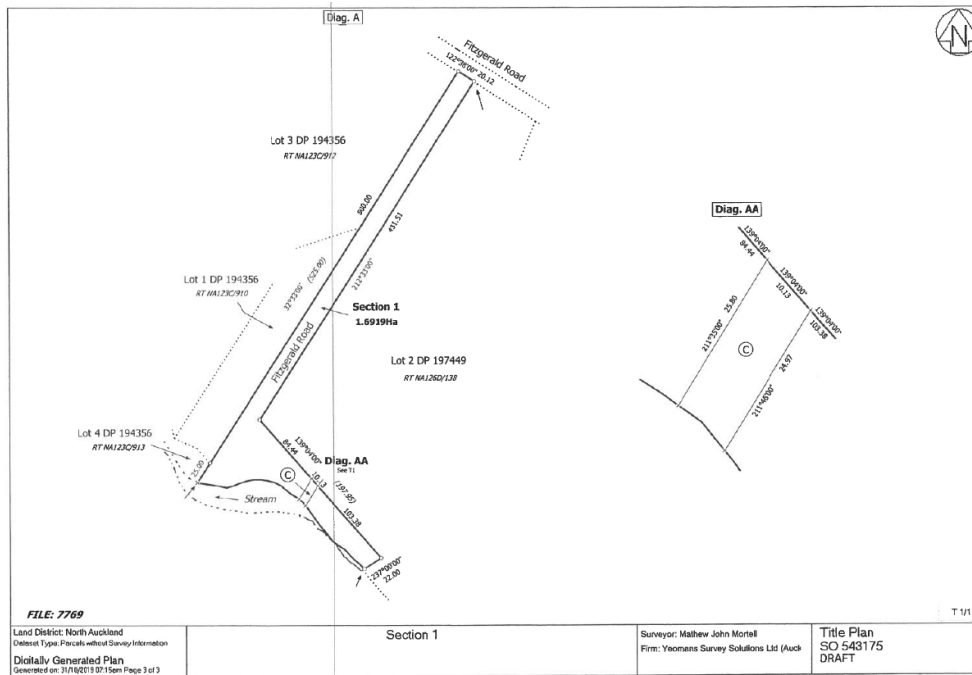 Diag. A
N
Fitzgerald Road
122°58'00" 20.12
Lot 3 DP 194356
RT NA123C/912
500.00
431.51
32°33'00" (525.00)
212°33'00"
Lot 1 DP 194356
RT NA123C/910
Section 1
1.6919Ha
Fitzgerald Road
Lot 2 DP 197449
RT NA126D/138
Lot 4 DP 194356
RT NA123C/913
25.00
139°04'00"
84.44
Diag. AA
See T1
10.13
C
(197.95)
103.38
Stream
237°00'00"
22.00
Diag. AA
139°04'00"
84.44
139°04'00"
10.13
139°04'00"
103.38
25.80
211°35'00"
C
24.97
211°46'00"
FILE: 7769
T 1/1
Land District: North Auckland
Dataset Type: Parcels without Survey Information
Digitally Generated Plan
Generated on: 31/10/2019 07:15am Page 3 of 3
Section 1
Surveyor: Mathew John Mortell
Firm: Yeomans Survey Solutions Ltd (Auck
Title Plan
SO 543175
DRAFT